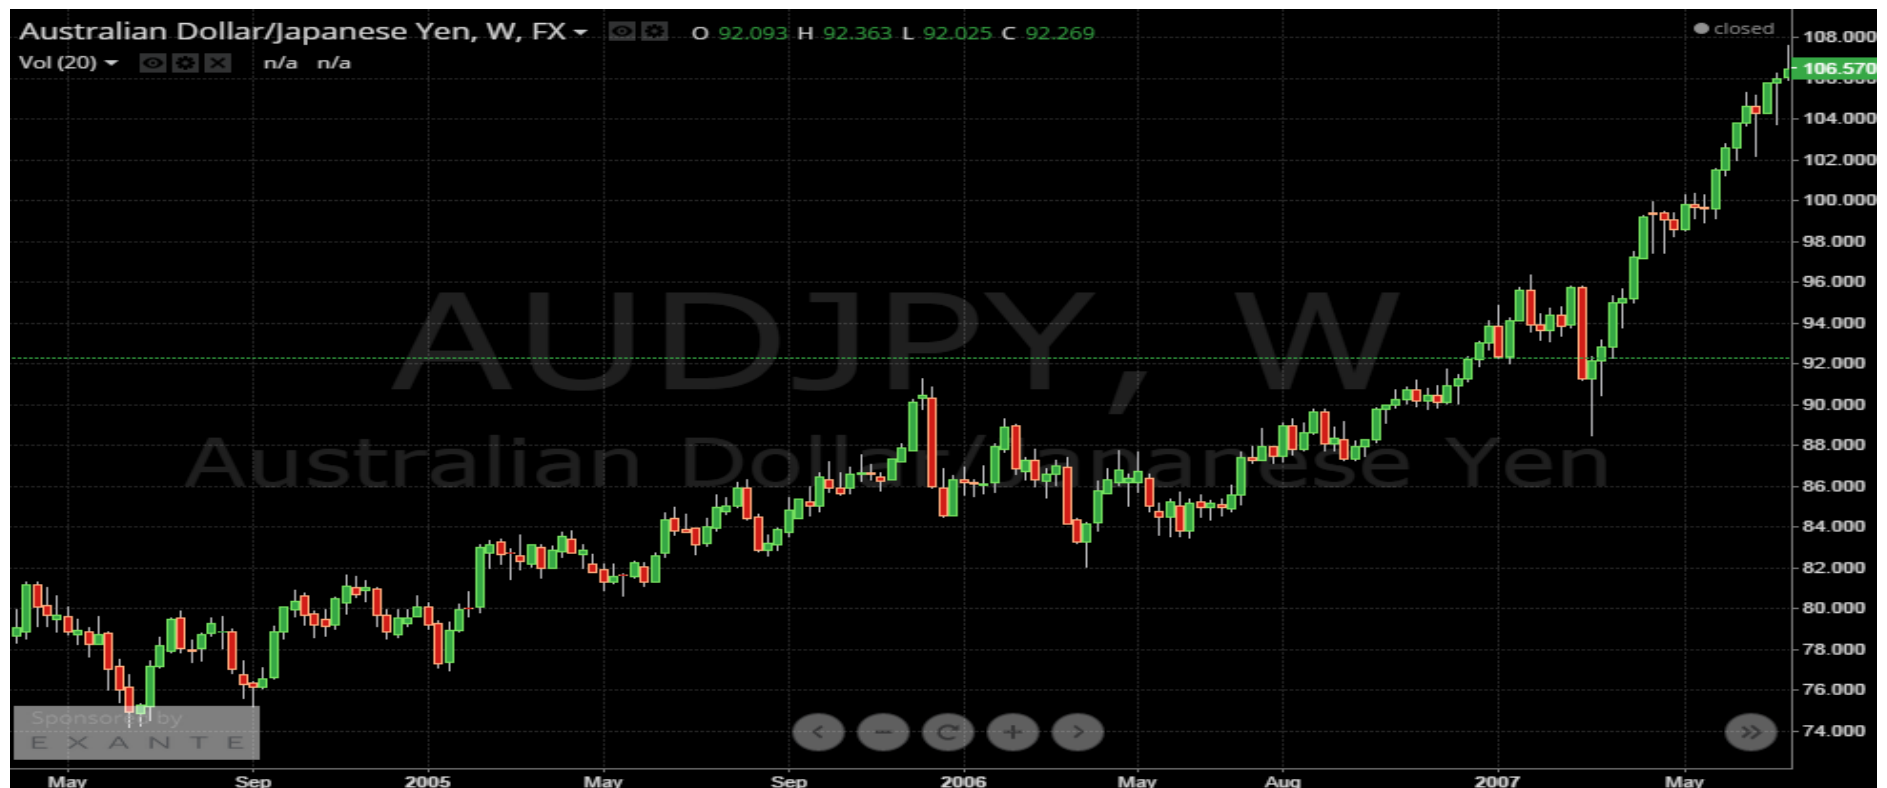 Australian Dollar/Japanese Yen, W, FX O 92.093 H 92.363 L 92.025 C 92.269
closed
Vol (20) n/a n/a
108.000
106.570
106.000
104.000
102.000
100.000
98.000
96.000
94.000
92.000
90.000
88.000
86.000
84.000
82.000
80.000
78.000
76.000
74.000
AUDJPY, W
Australian Dollar/Japanese Yen
Sponsored by
EXANTE
May Sep 2005 May Sep 2006 May Aug 2007 May